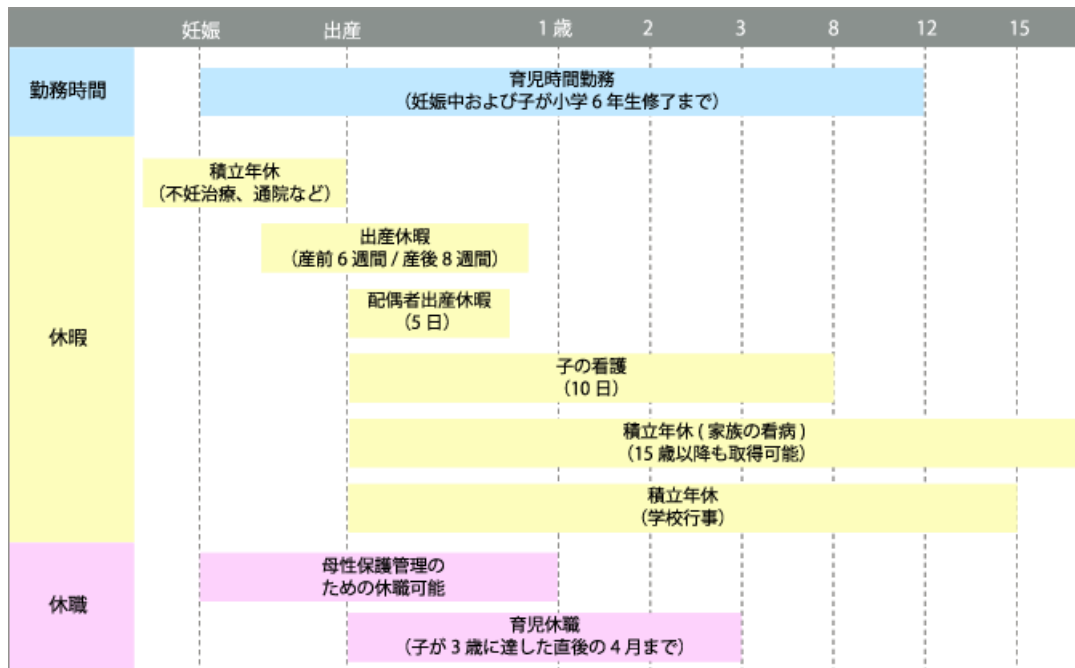 妊娠 出産 1歳 2 3 8 12 15
勤務時間
育児時間勤務
（妊娠中および子が小学6年生修了まで）
休暇
積立年休
（不妊治療、通院など）
出産休暇
（産前6週間/産後8週間）
配偶者出産休暇
（5日）
子の看護
（10日）
積立年休(家族の看病)
（15歳以降も取得可能）
積立年休
（学校行事）
休職
母性保護管理の
ための休職可能
育児休職
（子が3歳に達した直後の4月まで）